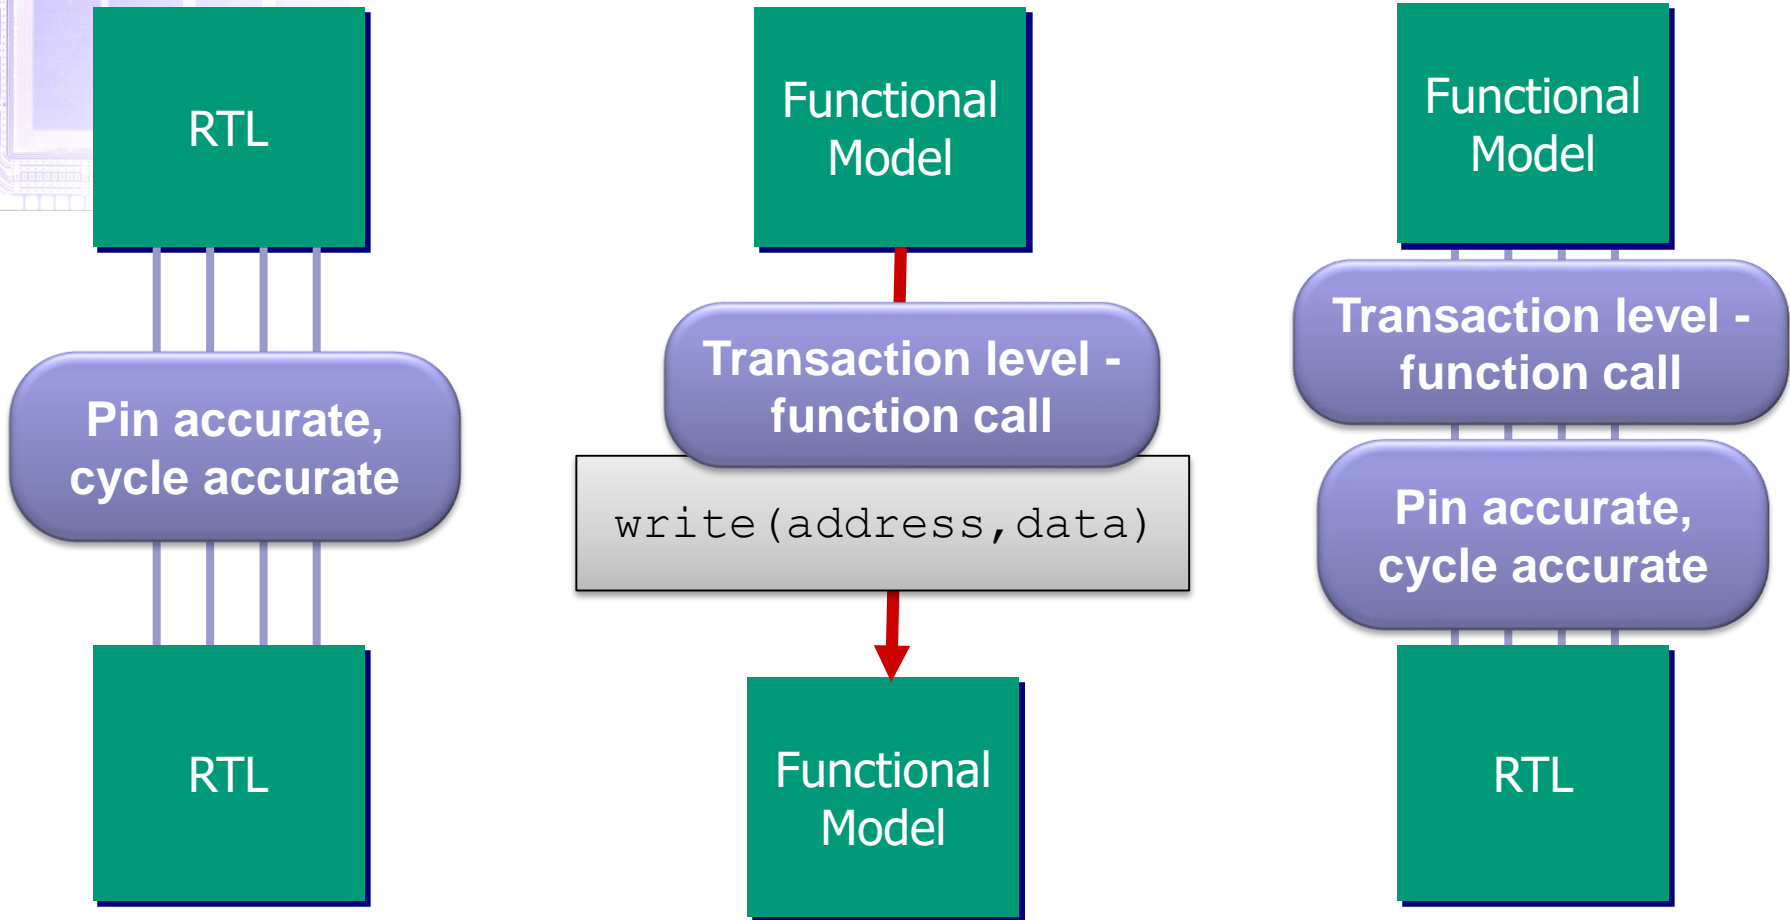 RTL
Pin accurate,
cycle accurate
RTL
Functional
Model
Transaction level -
function call
write(address,data)
Functional
Model
Functional
Model
Transaction level -
function call
Pin accurate,
cycle accurate
RTL